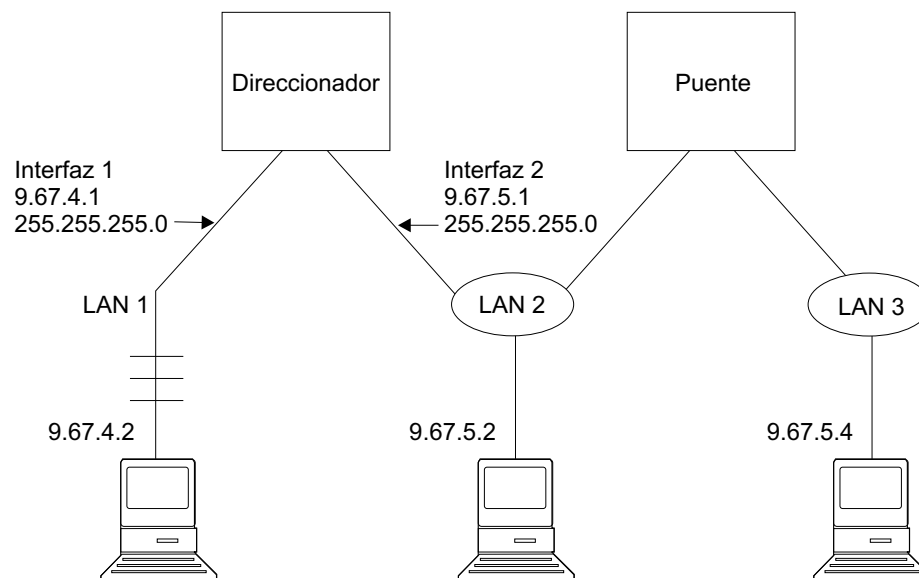 Direccionador
Puente
Interfaz 1
9.67.4.1
255.255.255.0
Interfaz 2
9.67.5.1
255.255.255.0
LAN 1
LAN 2
LAN 3
9.67.4.2
9.67.5.2
9.67.5.4